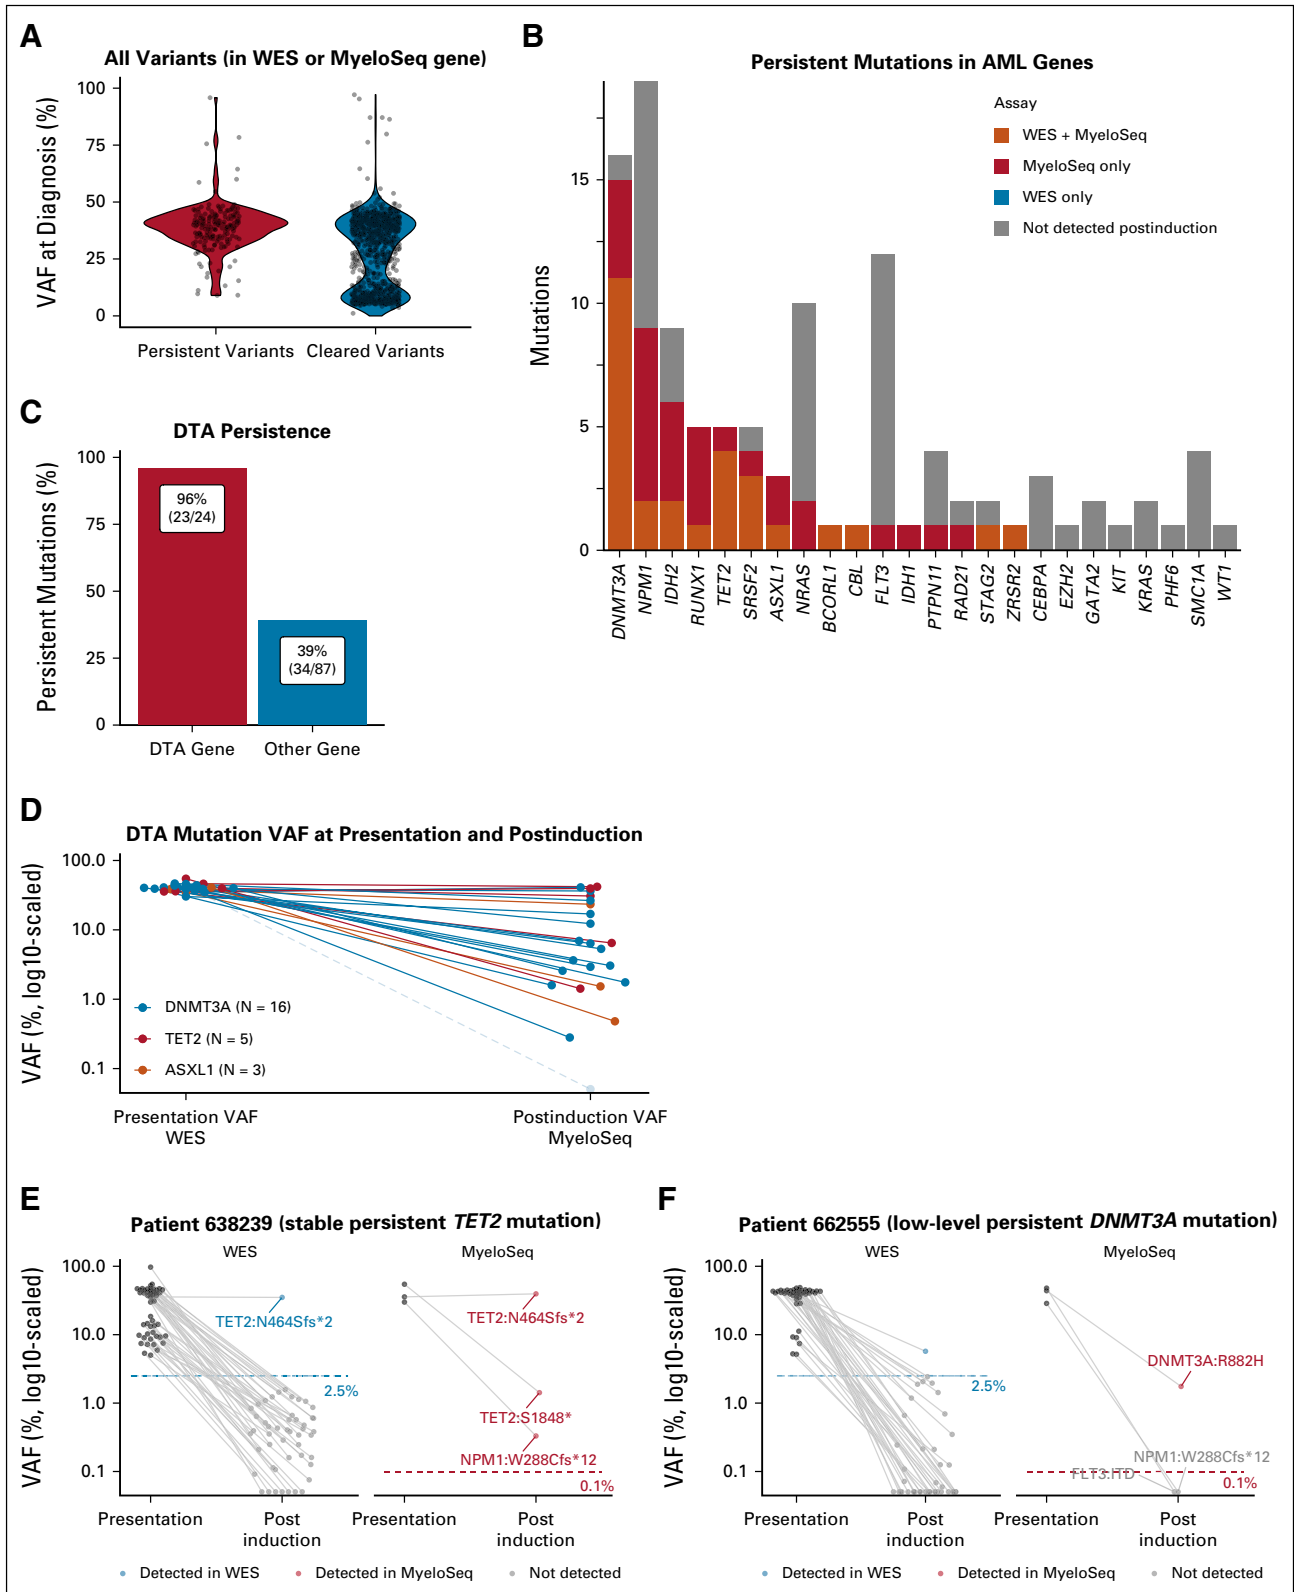 A
All Variants (in WES or MyeloSeq gene)
VAF at Diagnosis (%)
100
75
50
25
0
Persistent Variants
Cleared Variants
B
Persistent Mutations in AML Genes
Mutations
15
10
5
0
Assay
WES + MyeloSeq
MyeloSeq only
WES only
Not detected postinduction
DNMT3A
NPM1
IDH2
RUNX1
TET2
SRSF2
ASXL1
NRAS
BCORL1
CBL
FLT3
IDH1
PTPN11
RAD21
STAG2
ZRSR2
CEBPA
EZH2
GATA2
KIT
KRAS
PHF6
SMC1A
WT1
C
DTA Persistence
Persistent Mutations (%)
100
75
50
25
0
96%
(23/24)
39%
(34/87)
DTA Gene
Other Gene
D
DTA Mutation VAF at Presentation and Postinduction
VAF (%, log10-scaled)
100.0
10.0
1.0
0.1
DNMT3A (N = 16)
TET2 (N = 5)
ASXL1 (N = 3)
Presentation VAF
WES
Postinduction VAF
MyeloSeq
E
Patient 638239 (stable persistent TET2 mutation)
WES
MyeloSeq
VAF (%, log10-scaled)
100.0
10.0
1.0
0.1
TET2:N464Sfs*2
2.5%
TET2:N464Sfs*2
TET2:S1848*
NPM1:W288Cfs*12
0.1%
Presentation
Post
induction
Presentation
Post
induction
Detected in WES
Detected in MyeloSeq
Not detected
F
Patient 662555 (low-level persistent DNMT3A mutation)
WES
MyeloSeq
VAF (%, log10-scaled)
100.0
10.0
1.0
0.1
2.5%
DNMT3A:R882H
NPM1:W288Cfs*12
FLT3:ITD
0.1%
Presentation
Post
induction
Presentation
Post
induction
Detected in WES
Detected in MyeloSeq
Not detected